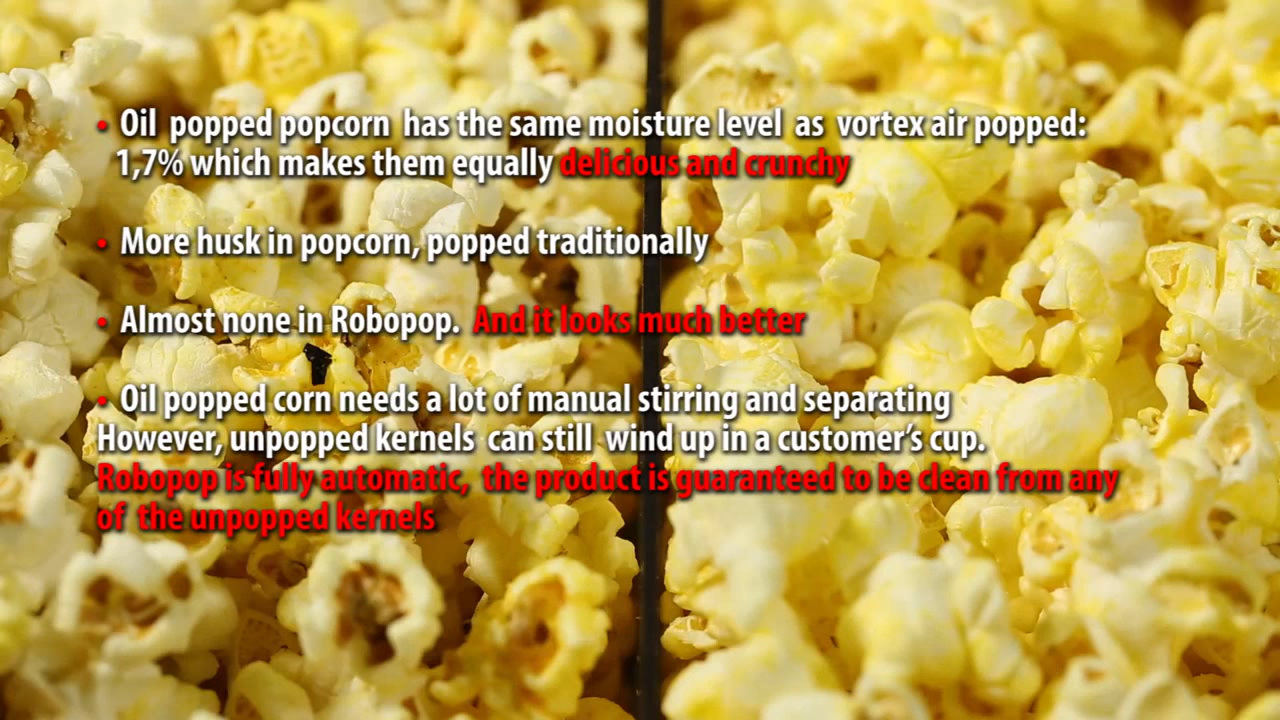 • Oil popped popcorn has the same moisture level as vortex air popped:
1,7% which makes them equally delicious and crunchy
• More husk in popcorn, popped traditionally
• Almost none in Robopop. And it looks much better
• Oil popped corn needs a lot of manual stirring and separating
However, unpopped kernels can still wind up in a customer's cup.
Robopop is fully automatic, the product is guaranteed to be clean from any
of the unpopped kernels